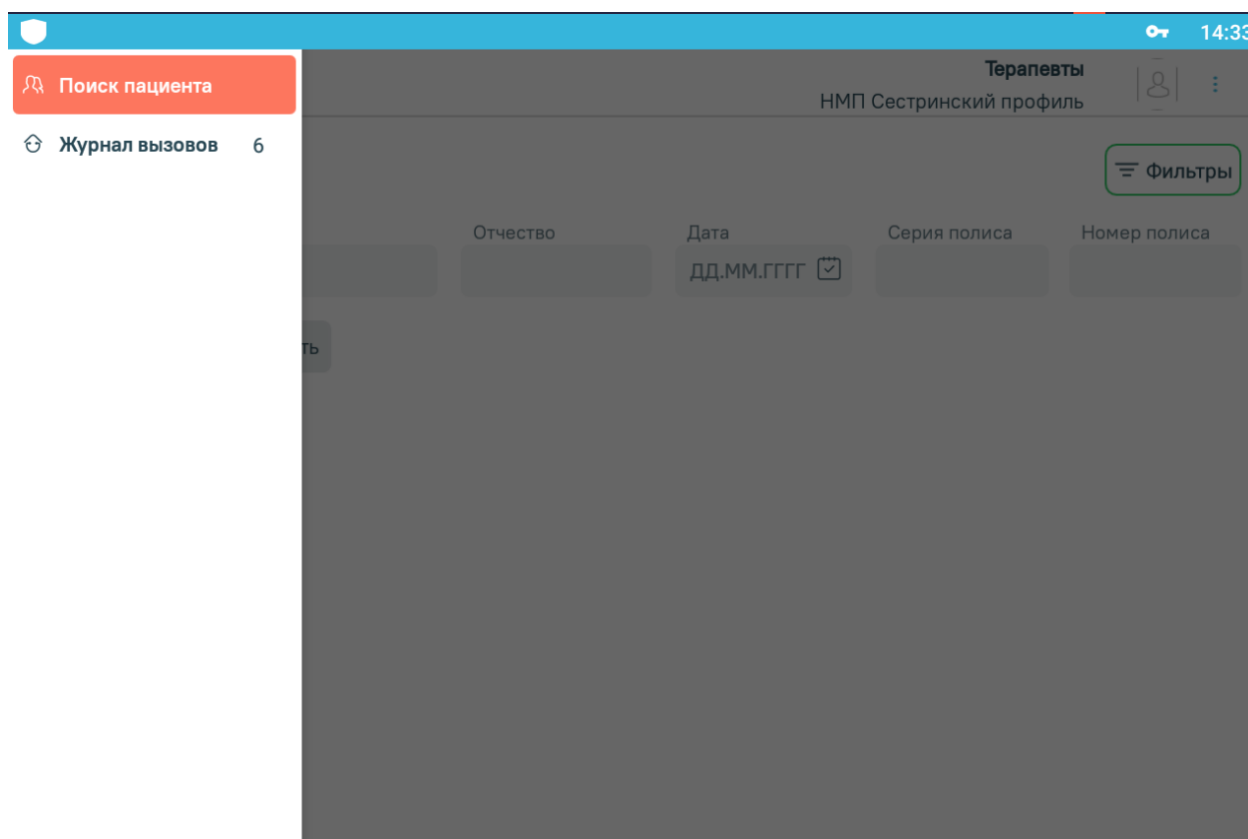 14:33
Поиск пациента
Журнал вызовов 6
Терапевты
НМП Сестринский профиль
Фильтры
Отчество Дата Серия полиса Номер полиса
ДД.ММ.ГГГГ
ть